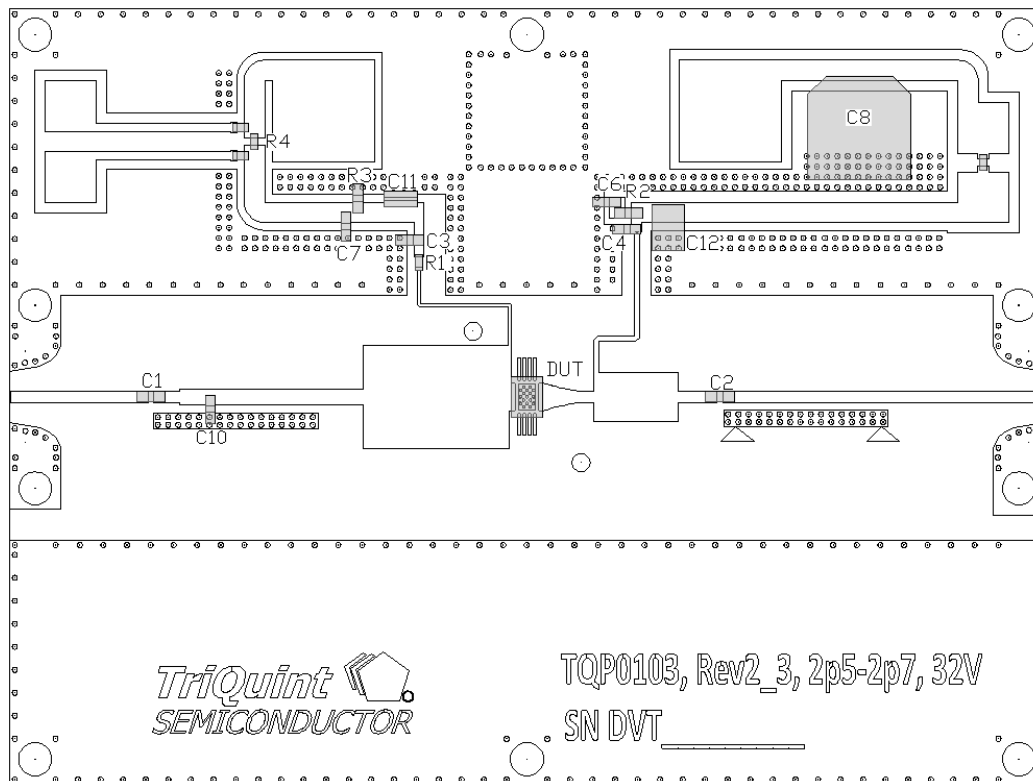 C8
R4
R3 C11
C6
R2
C7
C3
C4
C12
R1
DUT
C1
C2
C10
TriQuint
SEMICONDUCTOR
TQP0103, Rev2_3, 2p5-2p7, 32V
SN DVT